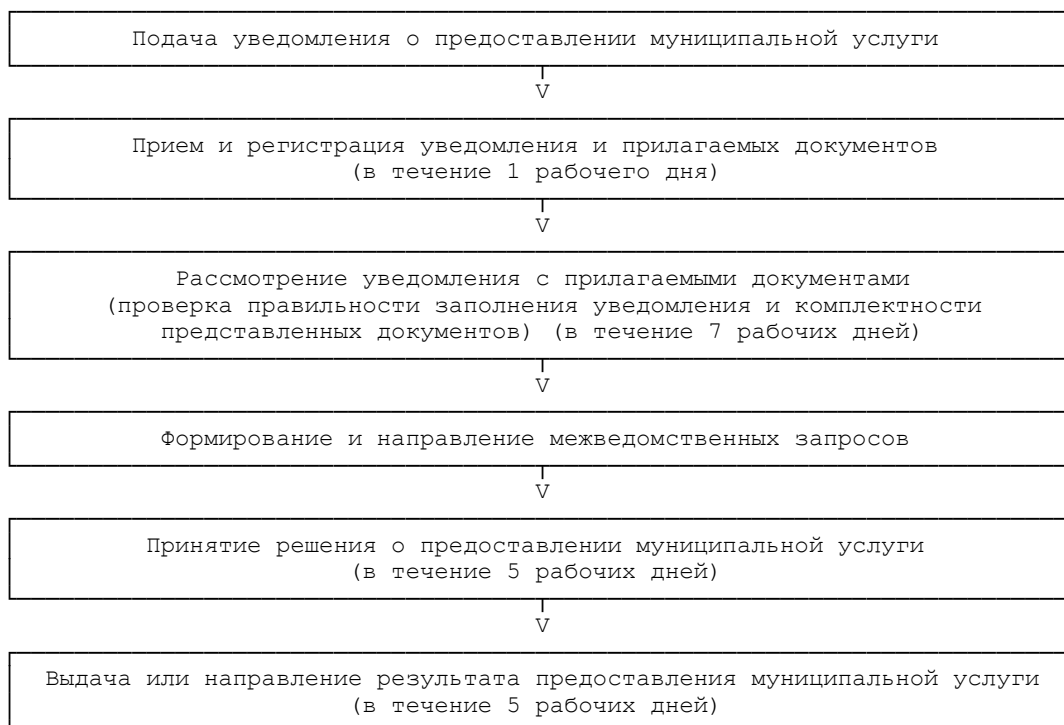 Подача уведомления о предоставлении муниципальной услуги
V
Прием и регистрация уведомления и прилагаемых документов
(в течение 1 рабочего дня)
V
Рассмотрение уведомления с прилагаемыми документами
(проверка правильности заполнения уведомления и комплектности
представленных документов) (в течение 7 рабочих дней)
V
Формирование и направление межведомственных запросов
V
Принятие решения о предоставлении муниципальной услуги
(в течение 5 рабочих дней)
V
Выдача или направление результата предоставления муниципальной услуги
(в течение 5 рабочих дней)